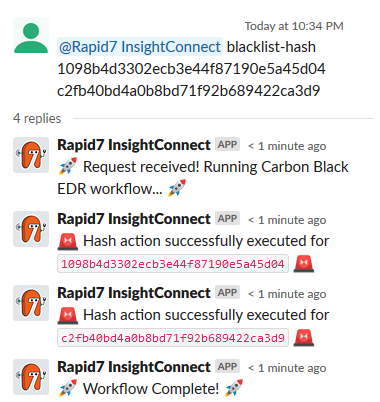 Today at 10:34 PM
@Rapid7 InsightConnect blacklist-hash
1098b4d3302ecb3e44f87190e5a45d04
c2fb40bd4a0b8bd71f92b689422ca3d9
4 replies
Rapid7 InsightConnect APP < 1 minute ago
🚀 Request received! Running Carbon Black
EDR workflow... 🚀
Rapid7 InsightConnect APP < 1 minute ago
🚨 Hash action successfully executed for
1098b4d3302ecb3e44f87190e5a45d04 🚨
Rapid7 InsightConnect APP < 1 minute ago
🚨 Hash action successfully executed for
c2fb40bd4a0b8bd71f92b689422ca3d9 🚨
Rapid7 InsightConnect APP < 1 minute ago
🚀 Workflow Complete! 🚀